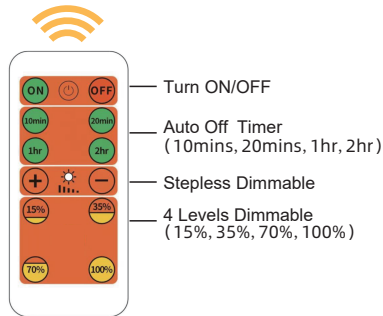 ON OFF
Turn ON/OFF
10min 20min
1hr 2hr
Auto Off Timer
(10mins, 20mins, 1hr, 2hr)
+ −
Stepless Dimmable
15% 35%
4 Levels Dimmable
(15%, 35%, 70%, 100%)
70% 100%